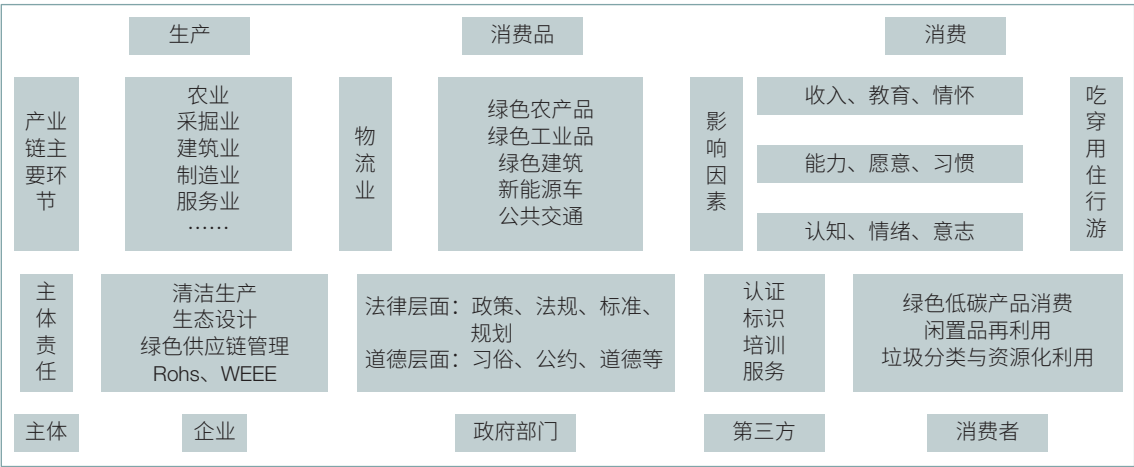 生产
消费品
消费
产业
链主
要环
节
农业
采掘业
建筑业
制造业
服务业
……
物
流
业
绿色农产品
绿色工业品
绿色建筑
新能源车
公共交通
影
响
因
素
收入、教育、情怀
能力、愿意、习惯
认知、情绪、意志
吃
穿
用
住
行
游
主
体
责
任
清洁生产
生态设计
绿色供应链管理
Rohs、WEEE
法律层面：政策、法规、标准、
规划
道德层面：习俗、公约、道德等
认证
标识
培训
服务
绿色低碳产品消费
闲置品再利用
垃圾分类与资源化利用
主体
企业
政府部门
第三方
消费者